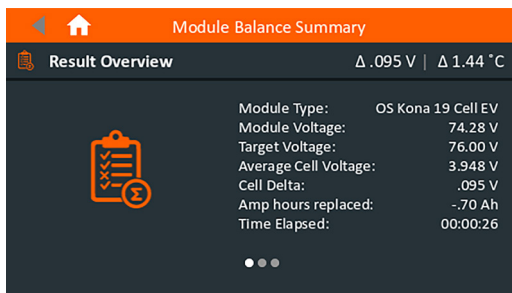 Module Balance Summary
Result Overview Δ .095 V | Δ 1.44 °C
Module Type: OS Kona 19 Cell EV
Module Voltage: 74.28 V
Target Voltage: 76.00 V
Average Cell Voltage: 3.948 V
Cell Delta: .095 V
Amp hours replaced: -.70 Ah
Time Elapsed: 00:00:26
Σ